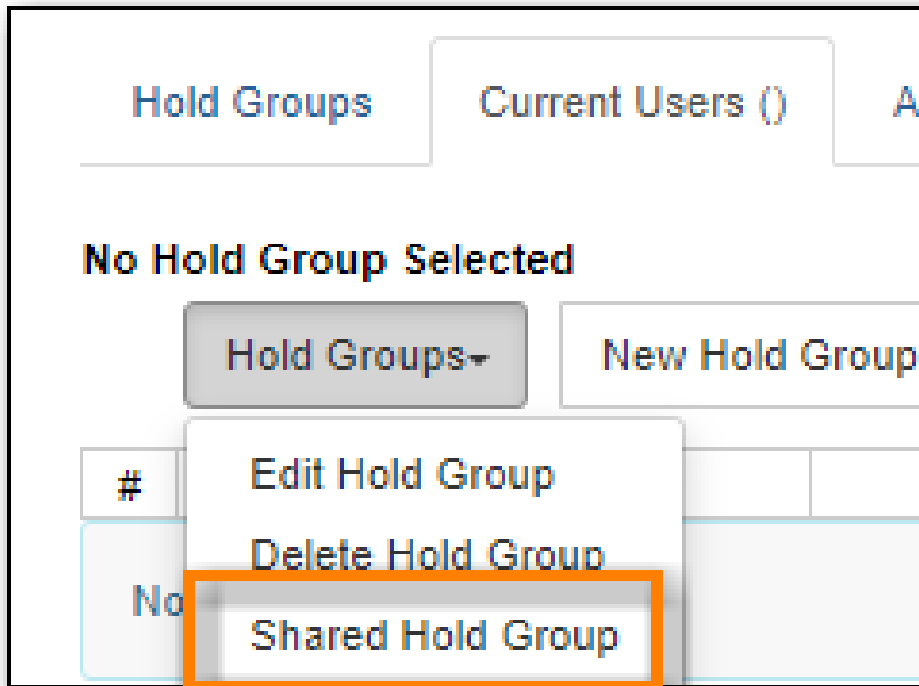 Hold Groups Current Users () A
No Hold Group Selected
Hold Groups New Hold Group
#
Edit Hold Group
Delete Hold Group
No
Shared Hold Group